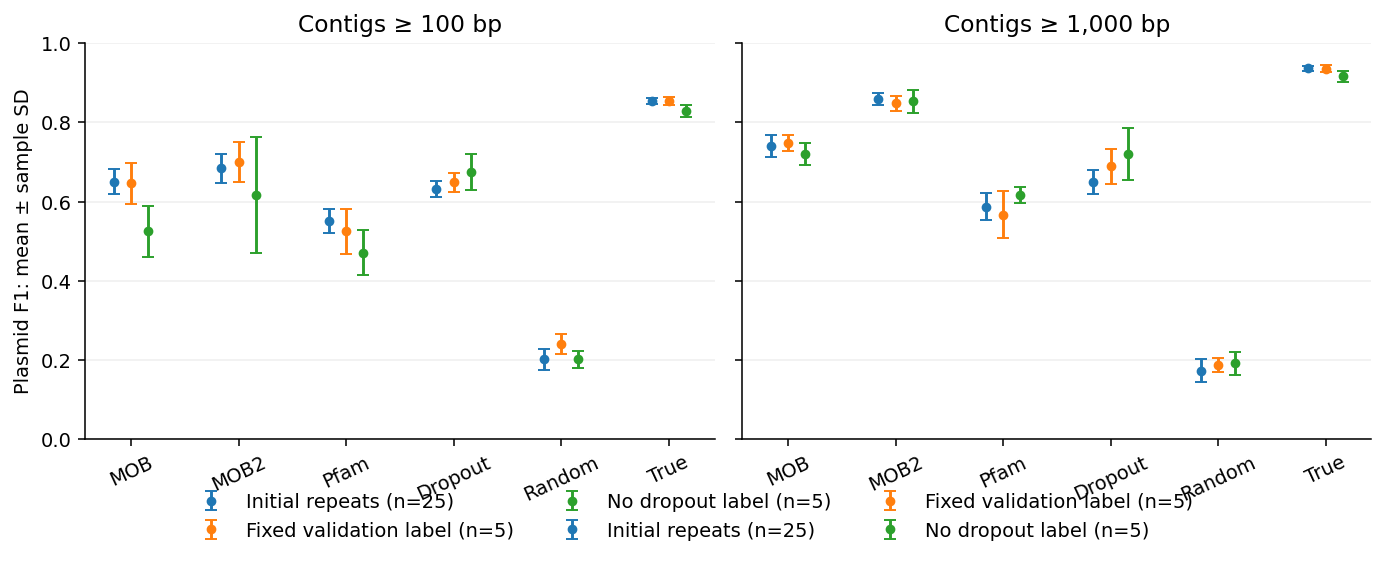 Contigs ≥ 100 bp
Contigs ≥ 1,000 bp
Plasmid F1: mean ± sample SD
1.0
0.8
0.6
0.4
0.2
0.0
MOB
MOB2
Pfam
Dropout
Random
True
MOB
MOB2
Pfam
Dropout
Random
True
Initial repeats (n=25)
No dropout label (n=5)
Fixed validation label (n=5)
Fixed validation label (n=5)
Initial repeats (n=25)
No dropout label (n=5)